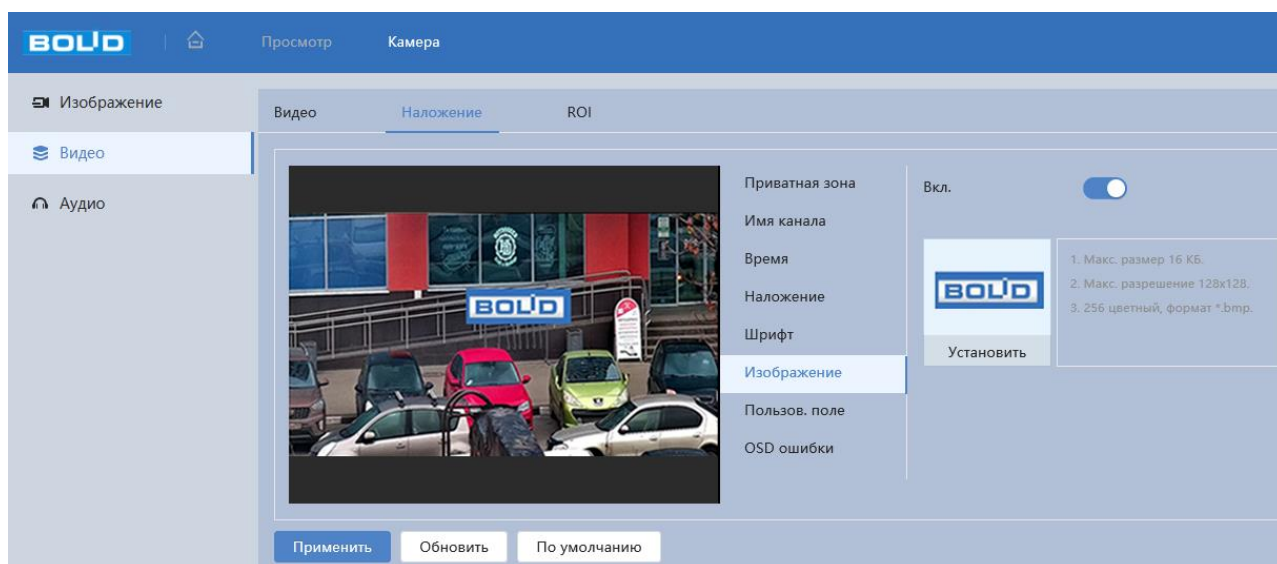 BOLID
Просмотр
Камера
Изображение
Видео
Аудио
Видео
Наложение
ROI
BOLID
Приватная зона
Имя канала
Время
Наложение
Шрифт
Изображение
Пользов. поле
OSD ошибки
Вкл.
BOLID
Установить
1. Макс. размер 16 КБ.
2. Макс. разрешение 128x128.
3. 256 цветный, формат *.bmp.
Применить
Обновить
По умолчанию